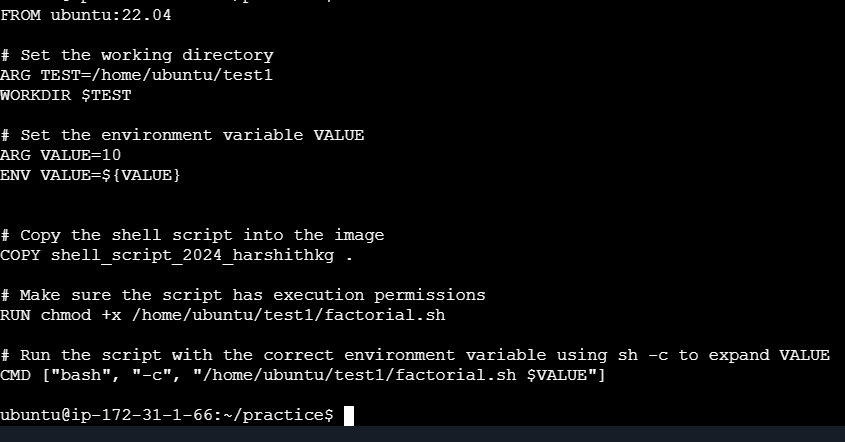 FROM ubuntu:22.04
# Set the working directory
ARG TEST=/home/ubuntu/test1
WORKDIR $TEST
# Set the environment variable VALUE
ARG VALUE=10
ENV VALUE=${VALUE}
# Copy the shell script into the image
COPY shell_script_2024_harshithkg .
# Make sure the script has execution permissions
RUN chmod +x /home/ubuntu/test1/factorial.sh
# Run the script with the correct environment variable using sh -c to expand VALUE
CMD ["bash", "-c", "/home/ubuntu/test1/factorial.sh $VALUE"]
ubuntu@ip-172-31-1-66:~/practice$